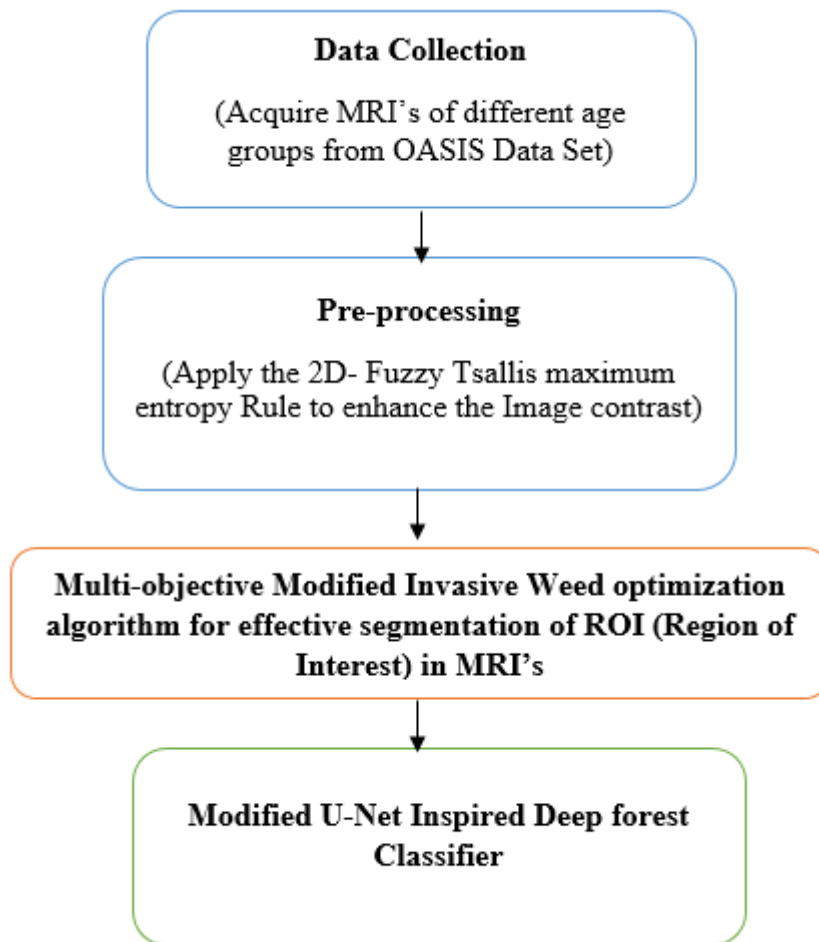 Data Collection
(Acquire MRI’s of different age
groups from OASIS Data Set)
Pre-processing
(Apply the 2D- Fuzzy Tsallis maximum
entropy Rule to enhance the Image contrast)
Multi-objective Modified Invasive Weed optimization
algorithm for effective segmentation of ROI (Region of
Interest) in MRI’s
Modified U-Net Inspired Deep forest
Classifier